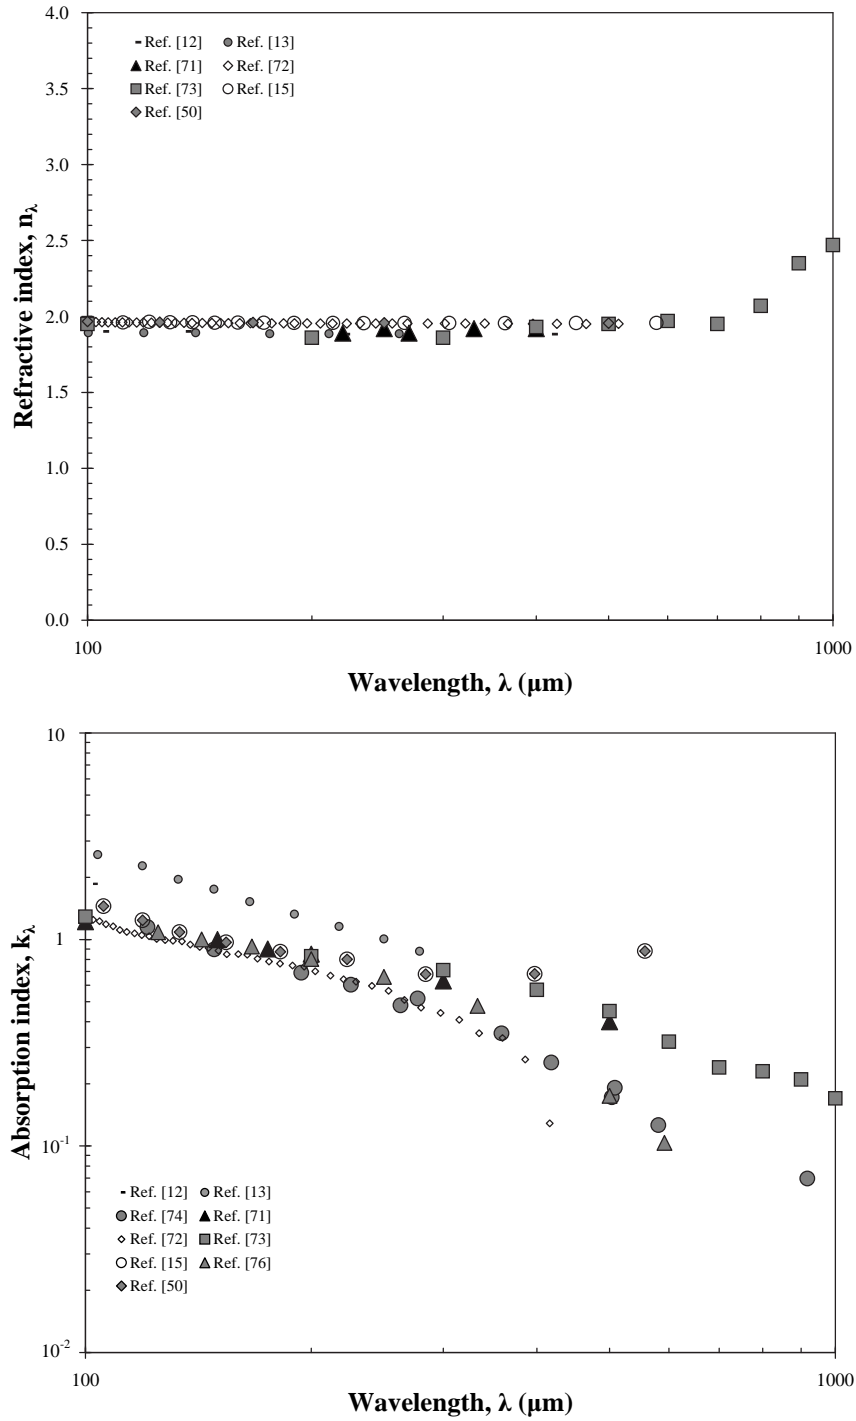 4.0
Ref. [12] Ref. [13]
Ref. [71] Ref. [72]
Ref. [73] Ref. [15]
Ref. [50]
3.5
3.0
2.5
2.0
1.5
1.0
0.5
0.0
Refractive index, nλ
100 1000
Wavelength, λ (μm)
10
1
10-1
10-2
Absorption index, kλ
Ref. [12] Ref. [13]
Ref. [74] Ref. [71]
Ref. [72] Ref. [73]
Ref. [15] Ref. [76]
Ref. [50]
100 1000
Wavelength, λ (μm)